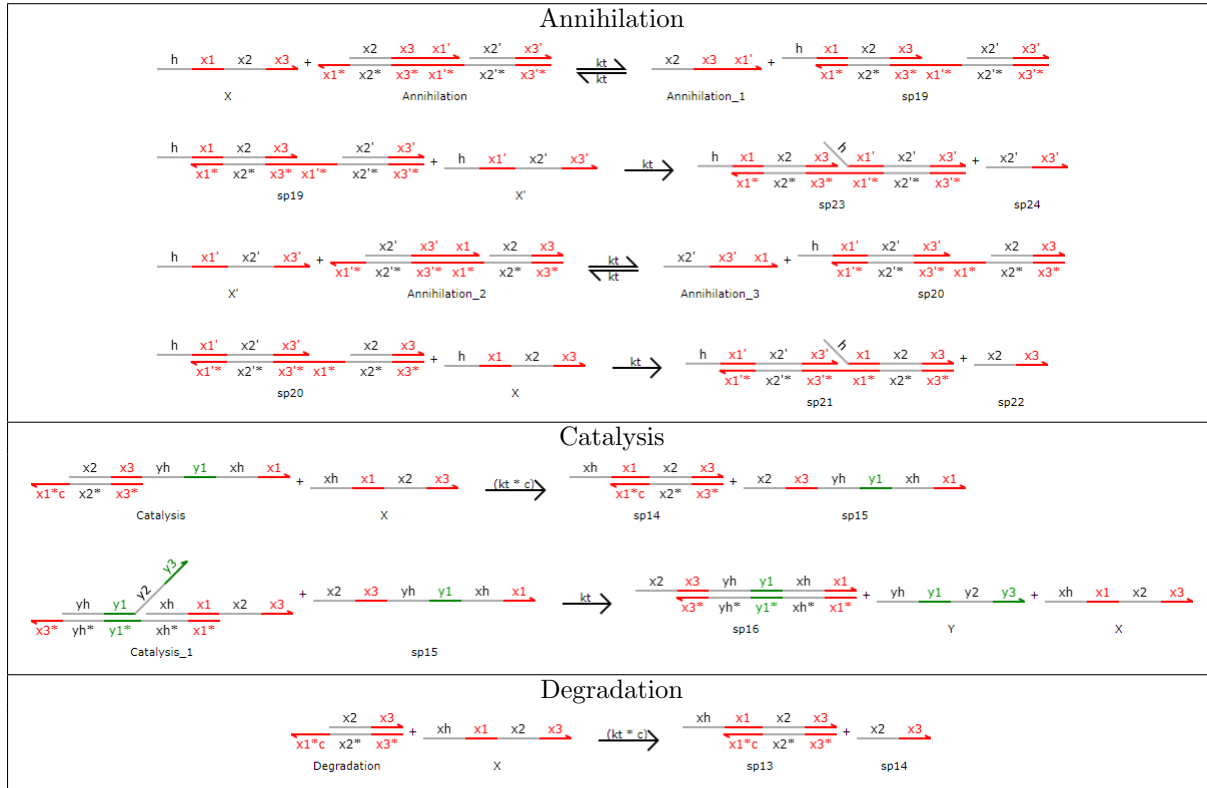 Annihilation
x2 x3 x1' x2' x3' x2 x3 x1' h x1 x2 x3 x2' x3'
h x1 x2 x3 + kt +
x1* x2* x3* x1'* x2'* x3'* kt x1* x2* x3* x1'* x2'* x3'*
X Annihilation Annihilation_1 sp19
h x1 x2 x3 x2' x3' h x1' x2' x3' h x1 x2 x3 h x1' x2' x3' x2' x3'
+ kt +
x1* x2* x3* x1'* x2'* x3'* x1* x2* x3* x1'* x2'* x3'*
sp19 X' sp23 sp24
x2' x3' x1 x2 x3 x2' x3' x1 h x1' x2' x3' x2 x3
h x1' x2' x3' + kt +
x1'* x2'* x3'* x1* x2* x3* kt x1'* x2'* x3'* x1* x2* x3*
X' Annihilation_2 Annihilation_3 sp20
h x1' x2' x3' x2 x3 h x1 x2 x3 h x1' x2' x3' h x1 x2 x3 x2 x3
+ kt +
x1'* x2'* x3'* x1* x2* x3* x1'* x2'* x3'* x1* x2* x3*
sp20 X sp21 sp22
Catalysis
x2 x3 yh y1 xh x1 xh x1 x2 x3 xh x1 x2 x3 x2 x3 yh y1 xh x1
+ (kt * c) +
x1*c x2* x3* x1*c x2* x3*
Catalysis X sp14 sp15
yh y1 y2 y3 xh x1 x2 x3 x2 x3 yh y1 xh x1 x2 x3 yh y1 xh x1 yh y1 y2 y3 xh x1 x2 x3
+ kt + +
x3* yh* y1* xh* x1* x3* yh* y1* xh* x1*
Catalysis_1 sp15 sp16 Y X
Degradation
x2 x3 xh x1 x2 x3 xh x1 x2 x3 x2 x3
+ (kt * c) +
x1*c x2* x3* x1*c x2* x3*
Degradation X sp13 sp14